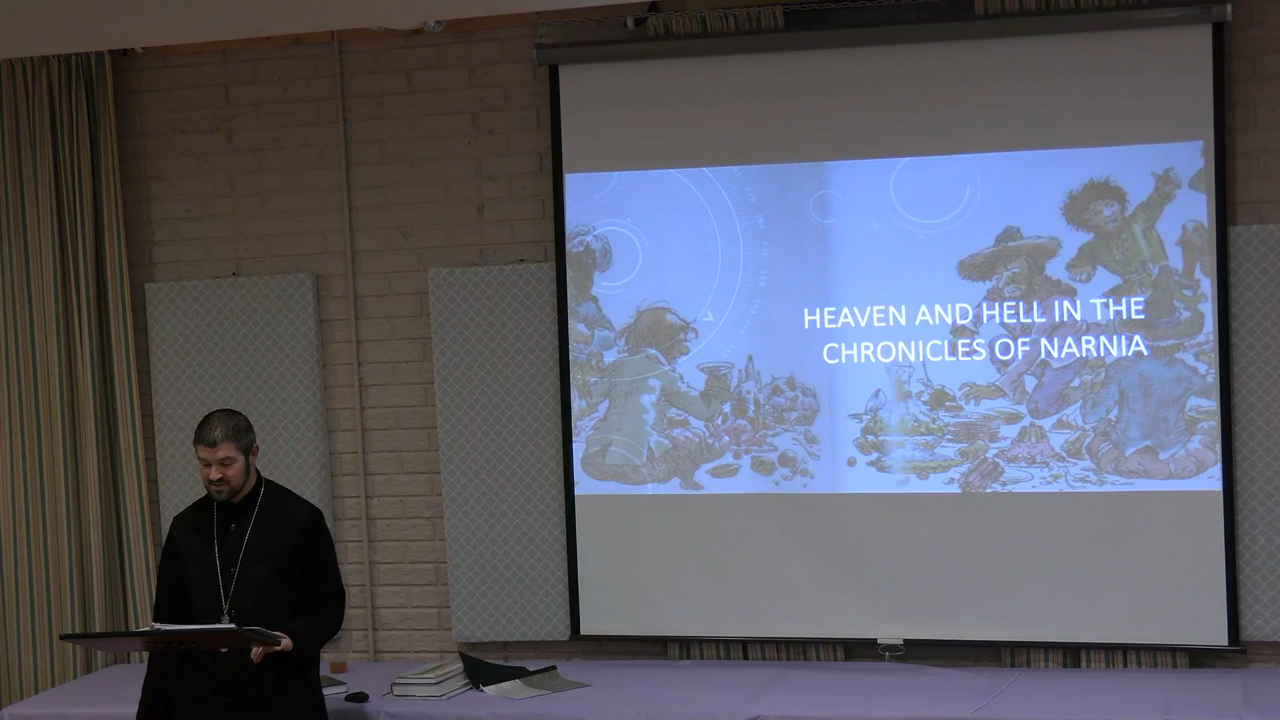 HEAVEN AND HELL IN THE
CHRONICLES OF NARNIA